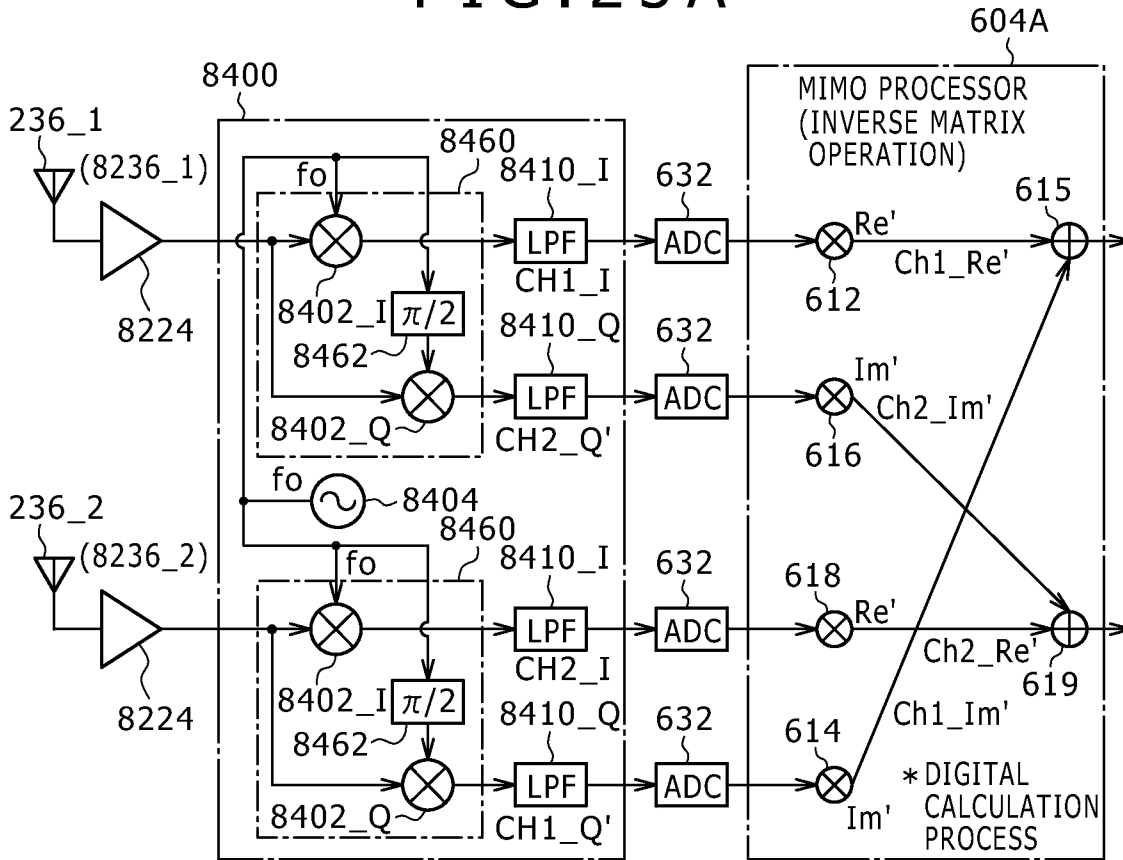 FIG.25A
604A
8400
MIMO PROCESSOR
(INVERSE MATRIX
OPERATION)
236_1
(8236_1)
8460
fo
8410_I
632
615
LPF
ADC
Re'
CH1_I
612
Ch1_Re'
8402_I
π/2
8224
8462
8410_Q
632
LPF
ADC
Im'
Ch2_Im'
8402_Q
CH2_Q'
616
fo
8404
236_2
(8236_2)
8460
fo
8410_I
632
618
LPF
ADC
Re'
CH2_I
Ch2_Re'
619
8402_I
π/2
8224
8462
8410_Q
632
614
Ch1_Im'
LPF
ADC
8402_Q
CH1_Q'
Im'
* DIGITAL
CALCULATION
PROCESS